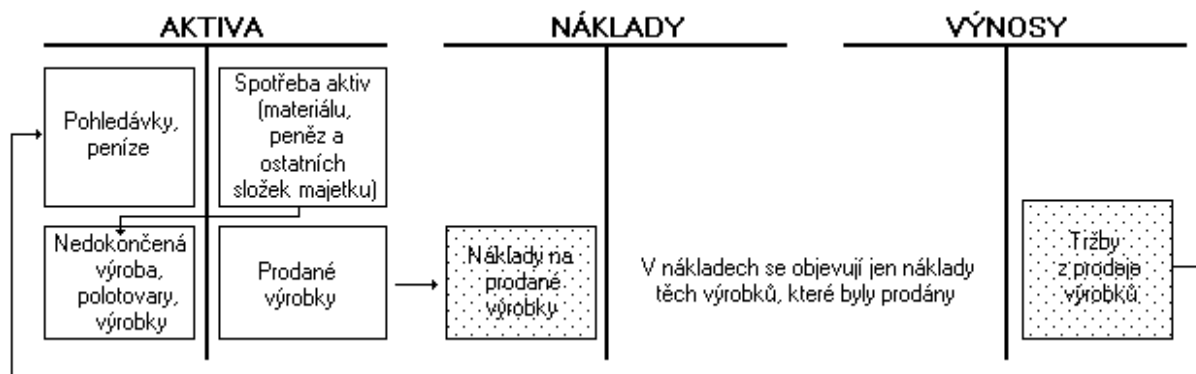 AKTIVA
NÁKLADY
VÝNOSY
Pohledávky,
peníze
Spotřeba aktiv
(materiálu,
peněz a
ostatních
složek majetku)
Nedokončená
výroba,
polotovary,
výrobky
Prodané
výrobky
Náklady na
prodané
výrobky
V nákladech se objevují jen náklady
těch výrobků, které byly prodány
Tržby
z prodeje
výrobků